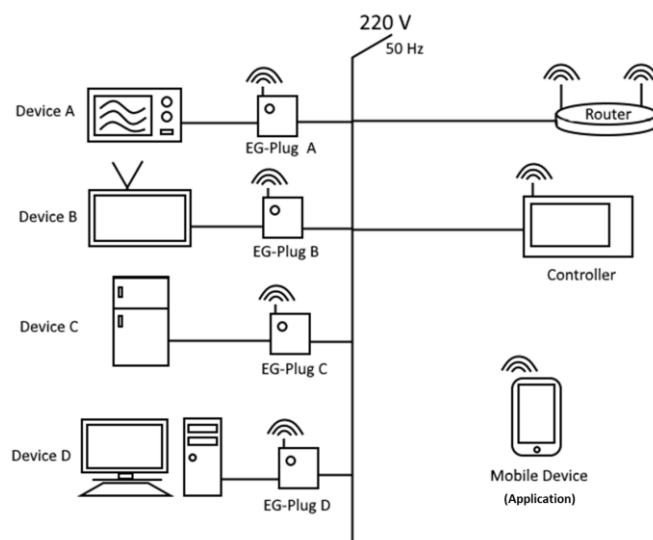 220 V
50 Hz
Device A
EG-Plug A
Router
Device B
EG-Plug B
Controller
Device C
EG-Plug C
Device D
EG-Plug D
Mobile Device
(Application)